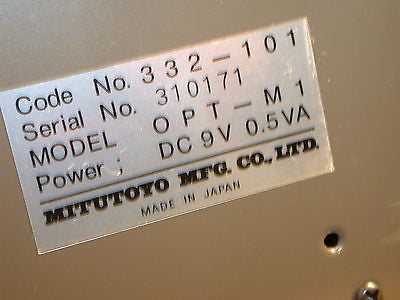 Code No. 332-101
Serial No. 310171
MODEL OPT-M1
Power ; DC 9V 0.5VA
MITUTOYO MFG. CO., LTD.
MADE IN JAPAN